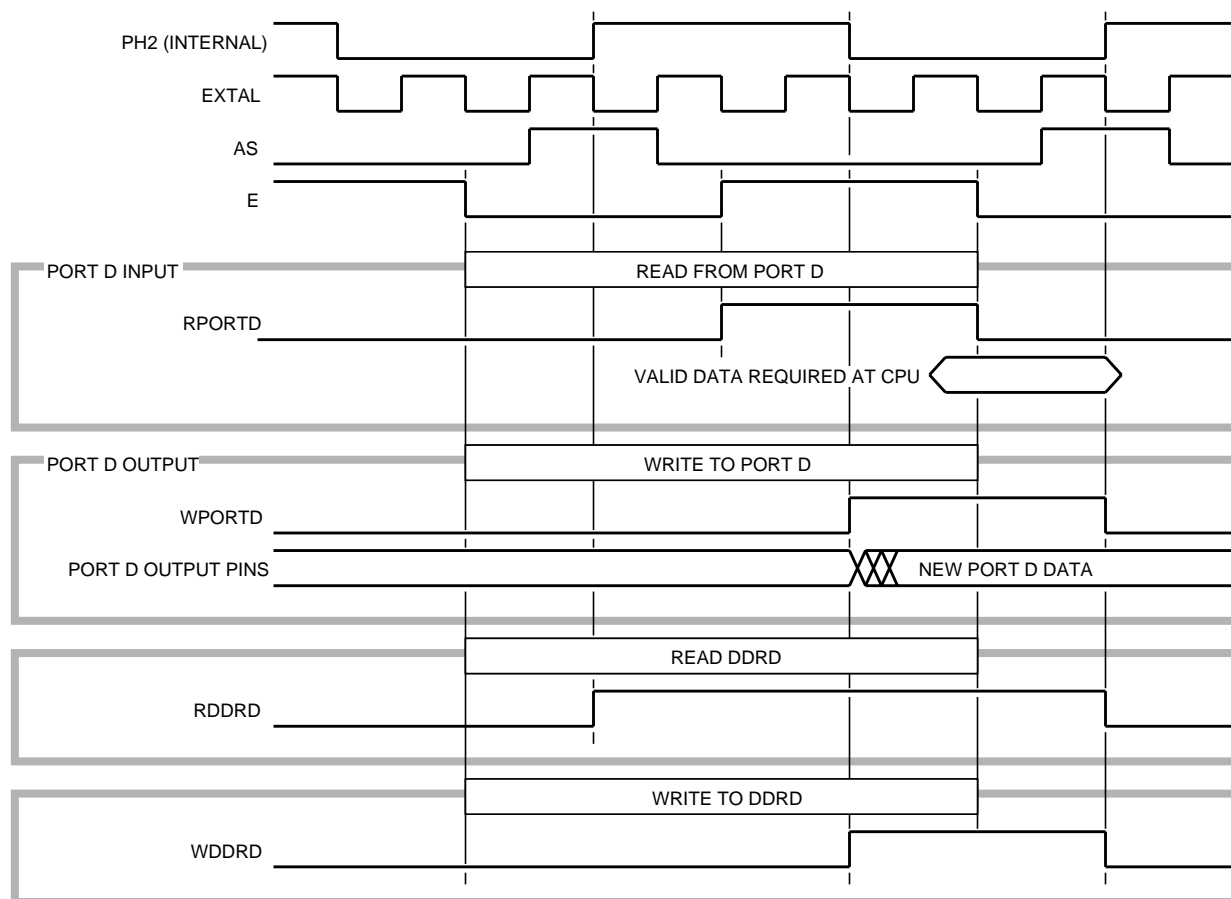 PH2 (INTERNAL)
EXTAL
AS
E
PORT D INPUT
READ FROM PORT D
RPORTD
VALID DATA REQUIRED AT CPU
PORT D OUTPUT
WRITE TO PORT D
WPORTD
PORT D OUTPUT PINS
NEW PORT D DATA
READ DDRD
RDDRD
WRITE TO DDRD
WDDRD